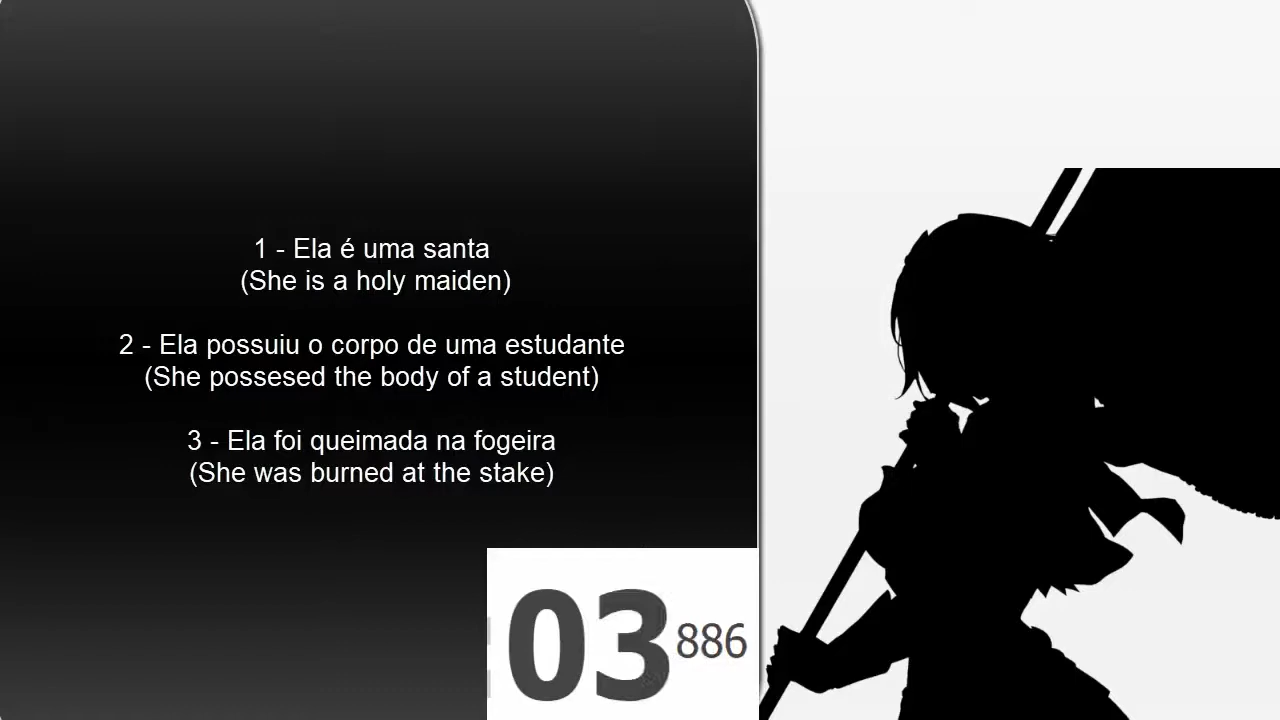 1 - Ela é uma santa
(She is a holy maiden)
2 - Ela possuiu o corpo de uma estudante
(She possesed the body of a student)
3 - Ela foi queimada na fogeira
(She was burned at the stake)
03 886